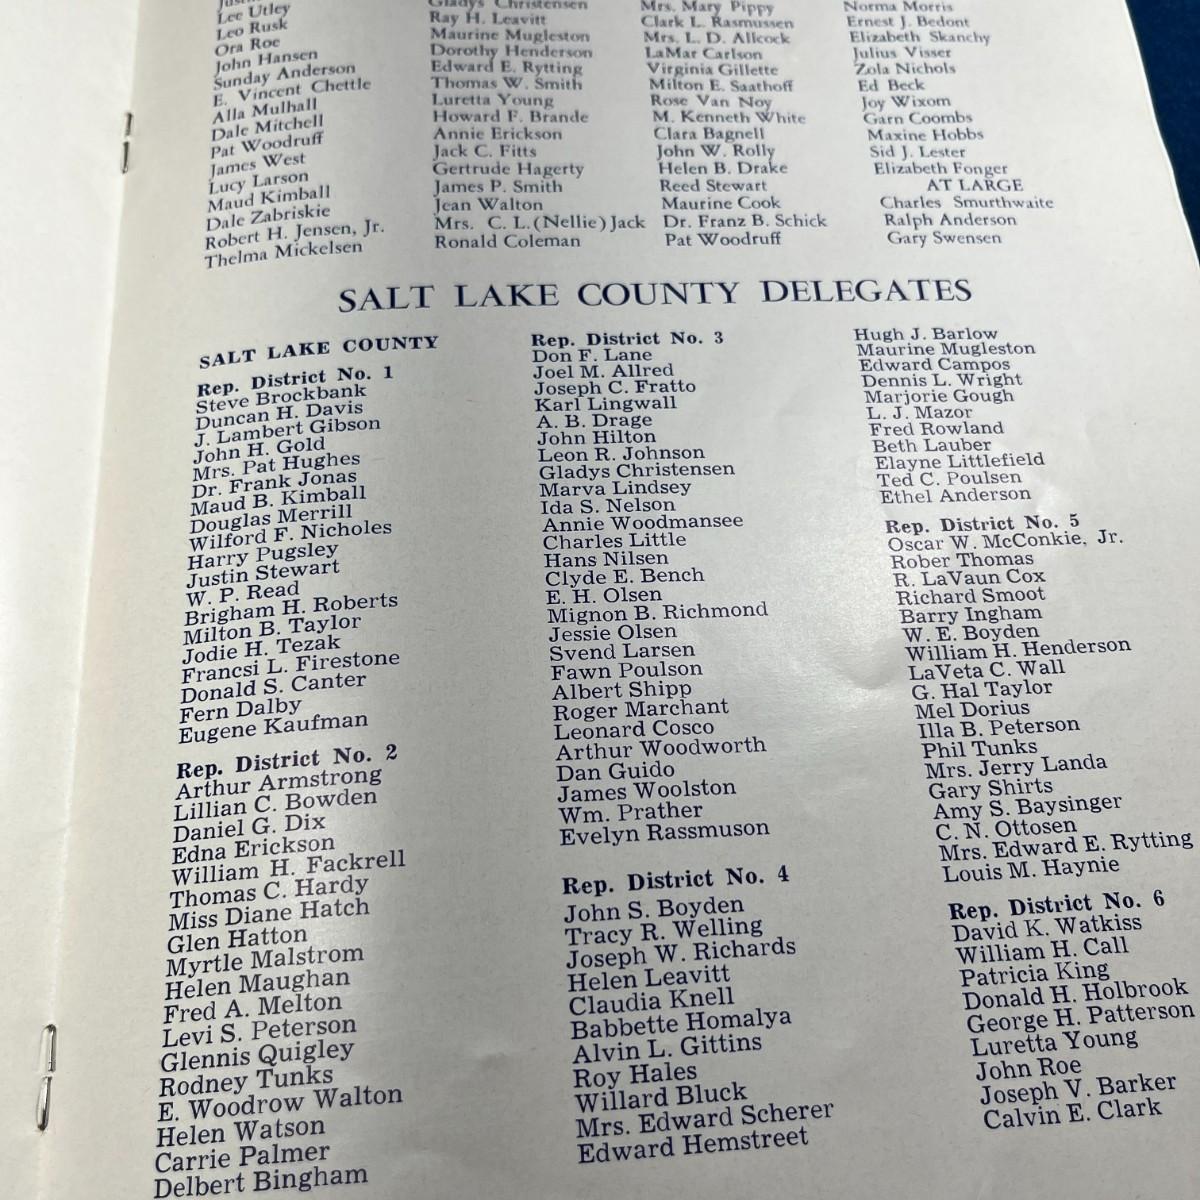 Lee Utley
Leo Rusk
Ora Roe
John Hansen
Sunday Anderson
E. Vincent Chettle
Alla Mulhall
Dale Mitchell
Pat Woodruff
James West
Lucy Larson
Maud Kimball
Dale Zabriskie
Robert H. Jensen, Jr.
Thelma Mickelsen
Gladys Christensen
Ray H. Leavitt
Maurine Mugleston
Dorothy Henderson
Edward E. Rytting
Thomas W. Smith
Luretta Young
Howard F. Brande
Annie Erickson
Jack C. Fitts
Gertrude Hagerty
James P. Smith
Jean Walton
Mrs. C. L. (Nellie) Jack
Ronald Coleman
Mrs. Mary Pippy
Clark L. Rasmussen
Mrs. L. D. Allcock
LaMar Carlson
Virginia Gillette
Milton E. Saathoff
Rose Van Noy
M. Kenneth White
Clara Bagnell
John W. Rolly
Helen B. Drake
Reed Stewart
Maurine Cook
Dr. Franz B. Schick
Pat Woodruff
Norma Morris
Ernest J. Bedont
Elizabeth Skanchy
Julius Visser
Zola Nichols
Ed Beck
Joy Wixom
Garn Coombs
Maxine Hobbs
Sid J. Lester
Elizabeth Fonger
AT LARGE
Charles Smurthwaite
Ralph Anderson
Gary Swensen
SALT LAKE COUNTY DELEGATES
SALT LAKE COUNTY
Rep. District No. 1
Steve Brockbank
Duncan H. Davis
J. Lambert Gibson
John H. Gold
Mrs. Pat Hughes
Dr. Frank Jonas
Maud B. Kimball
Douglas Merrill
Wilford F. Nicholes
Harry Pugsley
Justin Stewart
W. P. Read
Brigham H. Roberts
Milton B. Taylor
Jodie H. Tezak
Francsi L. Firestone
Donald S. Canter
Fern Dalby
Eugene Kaufman
Rep. District No. 2
Arthur Armstrong
Lillian C. Bowden
Daniel G. Dix
Edna Erickson
William H. Fackrell
Thomas C. Hardy
Miss Diane Hatch
Glen Hatton
Myrtle Malstrom
Helen Maughan
Fred A. Melton
Levi S. Peterson
Glennis Quigley
Rodney Tunks
E. Woodrow Walton
Helen Watson
Carrie Palmer
Delbert Bingham
Rep. District No. 3
Don F. Lane
Joel M. Allred
Joseph C. Fratto
Karl Lingwall
A. B. Drage
John Hilton
Leon R. Johnson
Gladys Christensen
Marva Lindsey
Ida S. Nelson
Annie Woodmansee
Charles Little
Hans Nilsen
Clyde E. Bench
E. H. Olsen
Mignon B. Richmond
Jessie Olsen
Svend Larsen
Fawn Poulson
Albert Shipp
Roger Marchant
Leonard Cosco
Arthur Woodworth
Dan Guido
James Woolston
Wm. Prather
Evelyn Rassmuson
Rep. District No. 4
John S. Boyden
Tracy R. Welling
Joseph W. Richards
Helen Leavitt
Claudia Knell
Babbette Homalya
Alvin L. Gittins
Roy Hales
Willard Bluck
Mrs. Edward Scherer
Edward Hemstreet
Hugh J. Barlow
Maurine Mugleston
Edward Campos
Dennis L. Wright
Marjorie Gough
L. J. Mazor
Fred Rowland
Beth Lauber
Elayne Littlefield
Ted C. Poulsen
Ethel Anderson
Rep. District No. 5
Oscar W. McConkie, Jr.
Rober Thomas
R. LaVaun Cox
Richard Smoot
Barry Ingham
W. E. Boyden
William H. Henderson
LaVeta C. Wall
G. Hal Taylor
Mel Dorius
Illa B. Peterson
Phil Tunks
Mrs. Jerry Landa
Gary Shirts
Amy S. Baysinger
C. N. Ottosen
Mrs. Edward E. Rytting
Louis M. Haynie
Rep. District No. 6
David K. Watkiss
William H. Call
Patricia King
Donald H. Holbrook
George H. Patterson
Luretta Young
John Roe
Joseph V. Barker
Calvin E. Clark